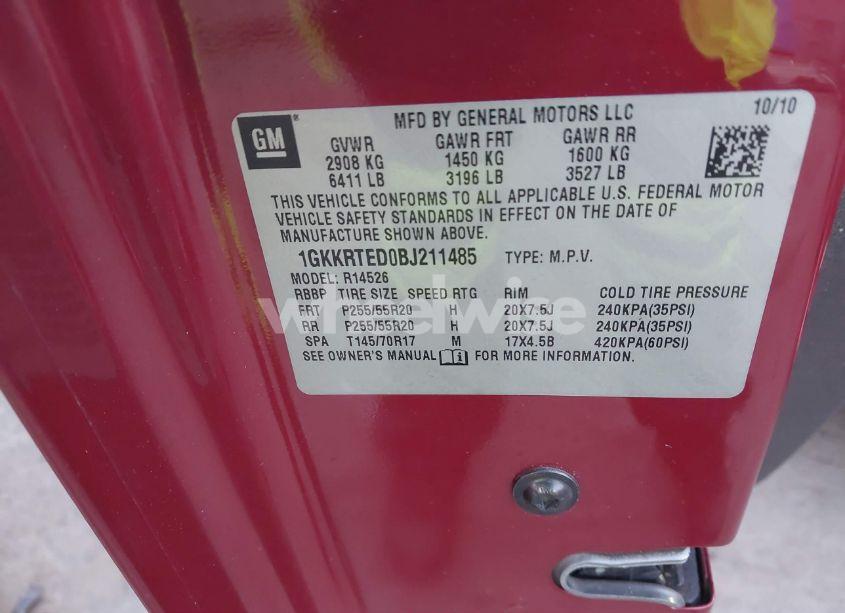 GM
MFD BY GENERAL MOTORS LLC 10/10
GVWR GAWR FRT GAWR RR
2908 KG 1450 KG 1600 KG
6411 LB 3196 LB 3527 LB
THIS VEHICLE CONFORMS TO ALL APPLICABLE U.S. FEDERAL MOTOR
VEHICLE SAFETY STANDARDS IN EFFECT ON THE DATE OF
MANUFACTURE SHOWN ABOVE.
1GKKRTED0BJ211485 TYPE: M.P.V.
MODEL: R14526
RBBP TIRE SIZE SPEED RTG RIM COLD TIRE PRESSURE
FRT P255/55R20 H 20X7.5J 240KPA(35PSI)
RR P255/55R20 H 20X7.5J 240KPA(35PSI)
SPA T145/70R17 M 17X4.5B 420KPA(60PSI)
SEE OWNER'S MANUAL FOR MORE INFORMATION.
wheelwise